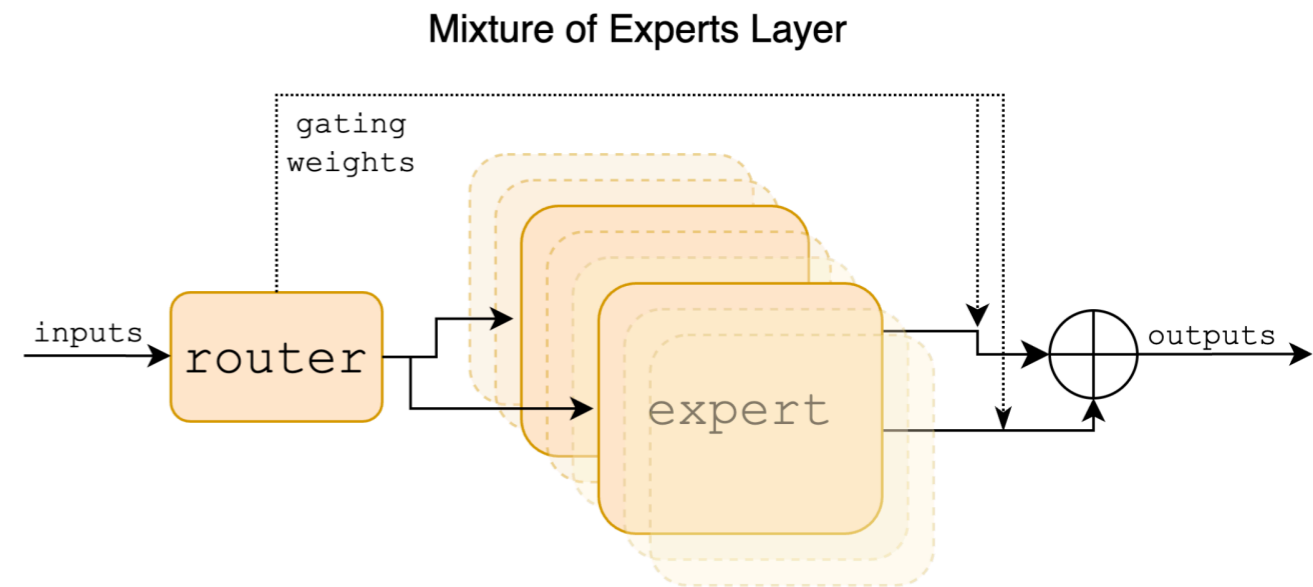 Mixture of Experts Layer
gating
weights
inputs
router
expert
outputs